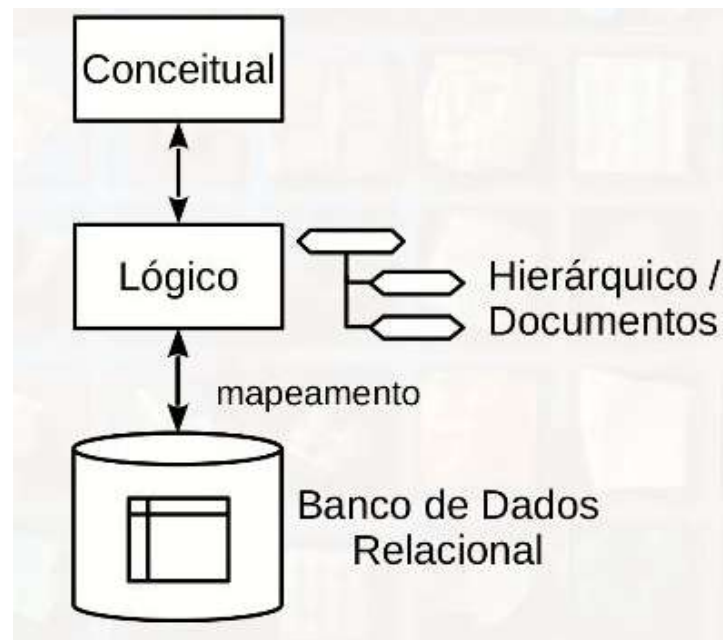 Conceitual
Lógico
Hierárquico /
Documentos
mapeamento
Banco de Dados
Relacional